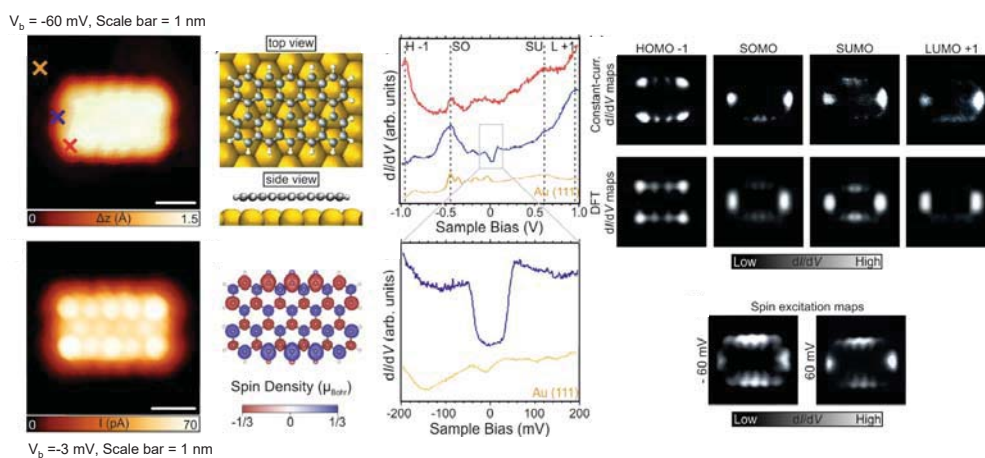 V_b = -60 mV, Scale bar = 1 nm
0 Δz (Å) 1.5
top view
side view
H -1 SO SU L +1
dI/dV (arb. units)
Au (111)
-1.0 -0.5 0 0.5 1.0
Sample Bias (V)
HOMO -1 SOMO SUMO LUMO +1
Constant-curr. dI/dV maps
DFT dI/dV maps
Low dI/dV High
0 I (pA) 70
V_b =-3 mV, Scale bar = 1 nm
Spin Density (μ_Bohr)
-1/3 0 1/3
dI/dV (arb. units)
Au (111)
-200 -100 0 100 200
Sample Bias (mV)
Spin excitation maps
- 60 mV
60 mV
Low dI/dV High